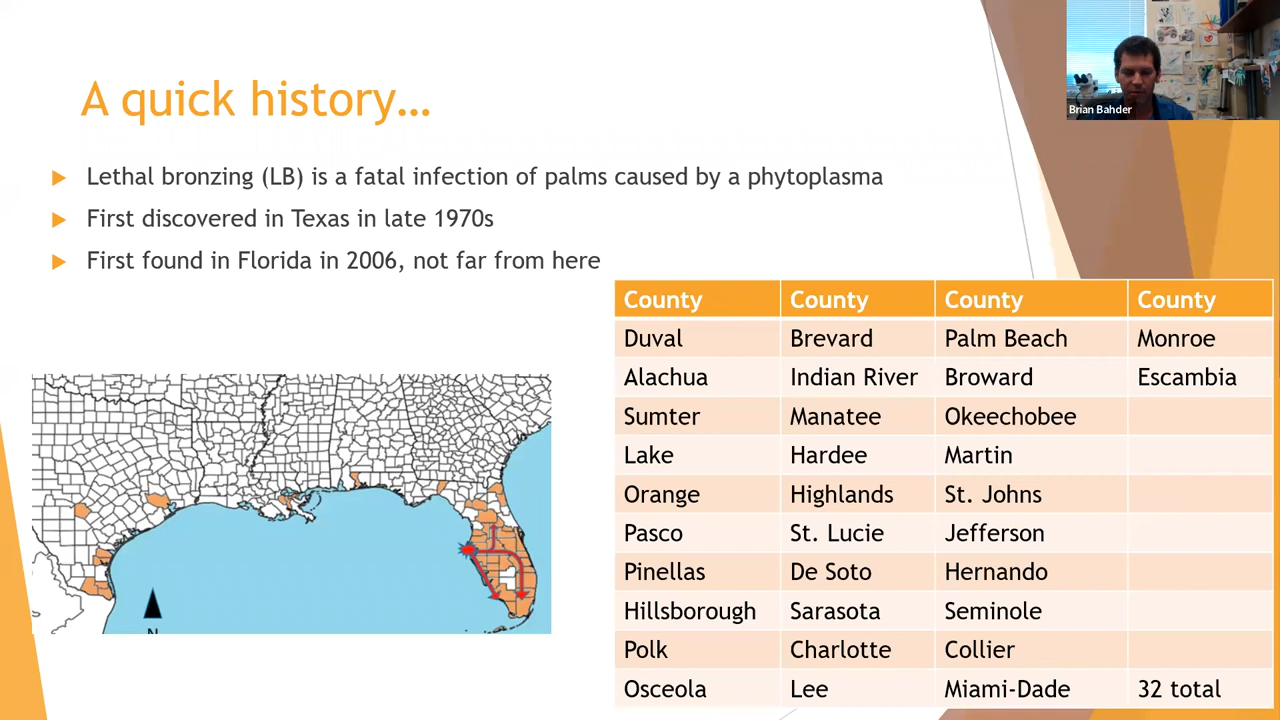 A quick history…
Brian Bahder
Lethal bronzing (LB) is a fatal infection of palms caused by a phytoplasma
First discovered in Texas in late 1970s
First found in Florida in 2006, not far from here
County County County County
Duval Brevard Palm Beach Monroe
Alachua Indian River Broward Escambia
Sumter Manatee Okeechobee
Lake Hardee Martin
Orange Highlands St. Johns
Pasco St. Lucie Jefferson
Pinellas De Soto Hernando
Hillsborough Sarasota Seminole
Polk Charlotte Collier
Osceola Lee Miami-Dade 32 total
N